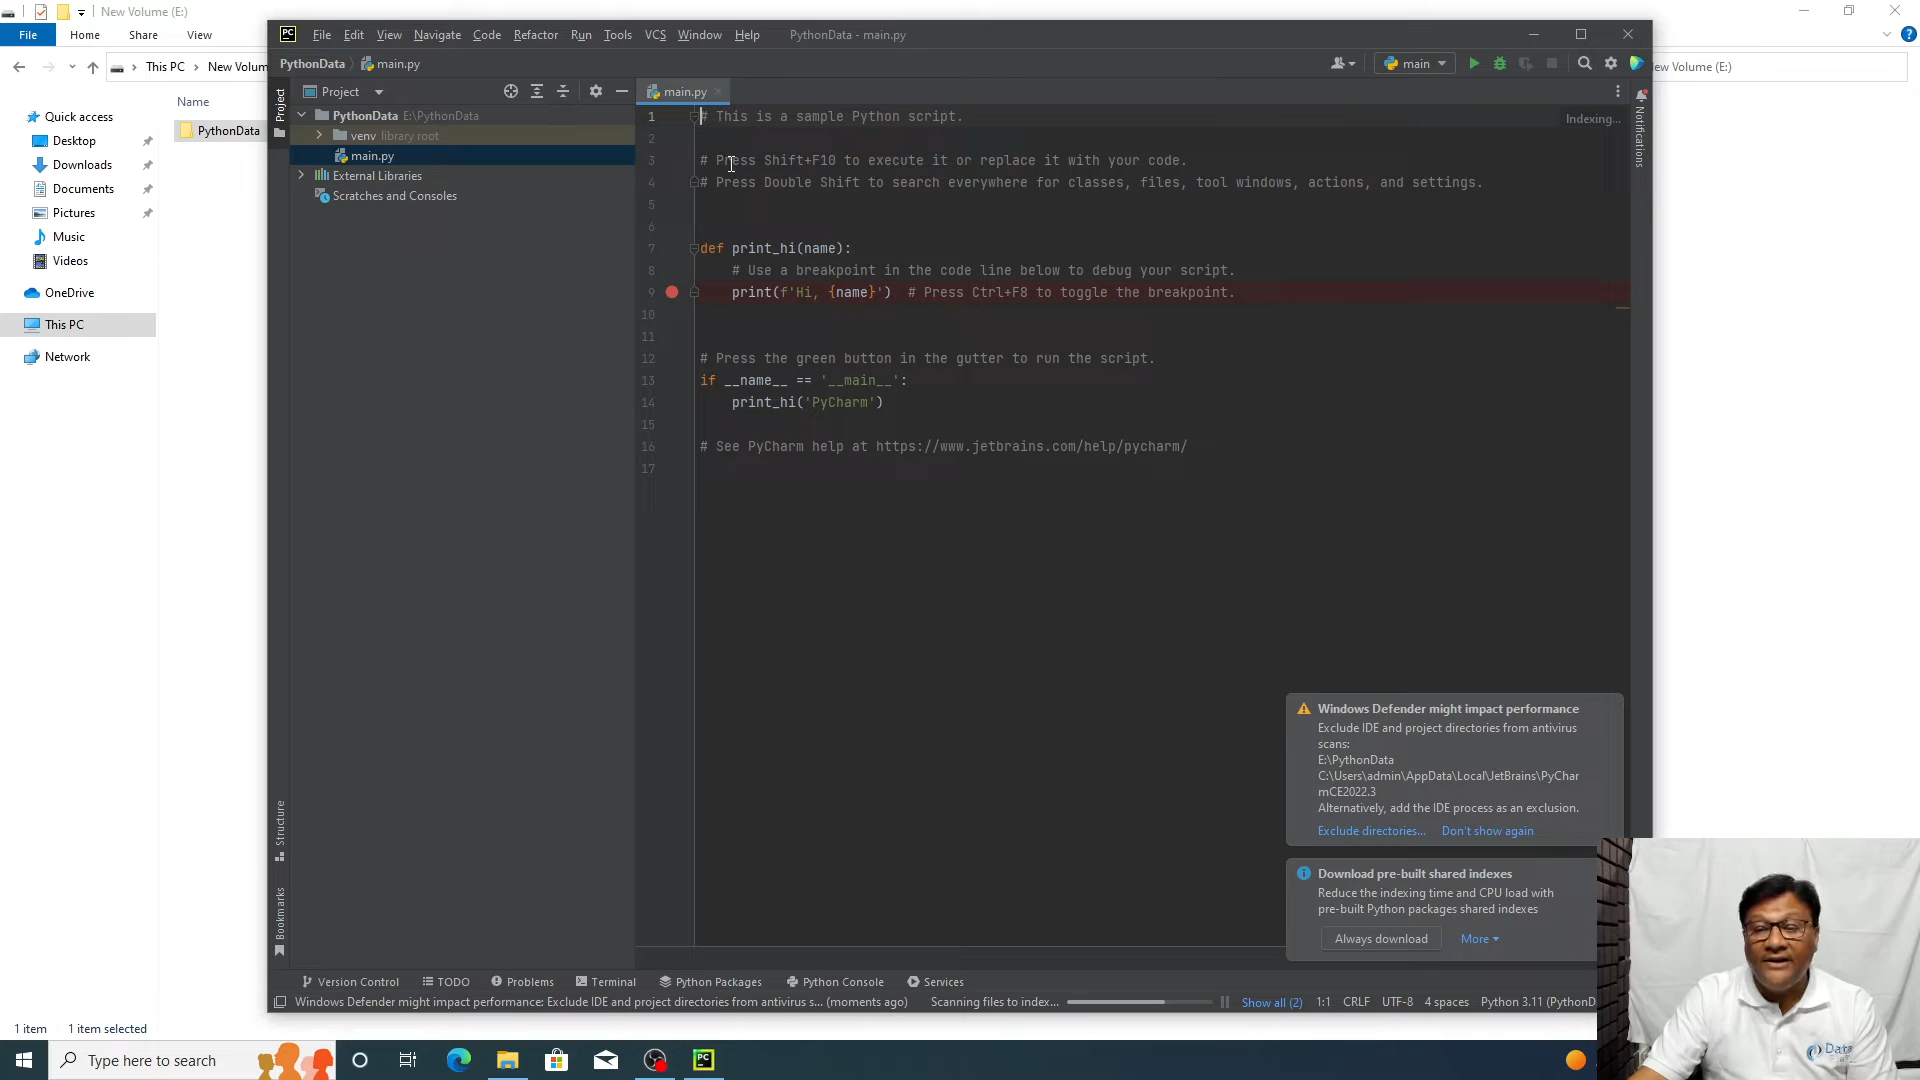 New Volume (E:)
File
Home
Share
View
This PC
New Volum
ew Volume (E:)
Name
PythonData
Quick access
Desktop
Downloads
Documents
Pictures
Music
Videos
OneDrive
This PC
Network
1 item
1 item selected
PC
File
Edit
View
Navigate
Code
Refactor
Run
Tools
VCS
Window
Help
PythonData - main.py
PythonData
main.py
main
Project
Project
PythonData E:\PythonData
venv library root
main.py
External Libraries
Scratches and Consoles
Structure
Bookmarks
main.py
Indexing...
Notifications
1 # This is a sample Python script.
2
3 # Press Shift+F10 to execute it or replace it with your code.
4 # Press Double Shift to search everywhere for classes, files, tool windows, actions, and settings.
5
6
7 def print_hi(name):
8 # Use a breakpoint in the code line below to debug your script.
9 print(f'Hi, {name}') # Press Ctrl+F8 to toggle the breakpoint.
10
11
12 # Press the green button in the gutter to run the script.
13 if __name__ == '__main__':
14 print_hi('PyCharm')
15
16 # See PyCharm help at https://www.jetbrains.com/help/pycharm/
17
Windows Defender might impact performance
Exclude IDE and project directories from antivirus
scans:
E:\PythonData
C:\Users\admin\AppData\Local\JetBrains\PyChar
mCE2022.3
Alternatively, add the IDE process as an exclusion.
Exclude directories...
Don't show again
Download pre-built shared indexes
Reduce the indexing time and CPU load with
pre-built Python packages shared indexes
Always download
More
Version Control
TODO
Problems
Terminal
Python Packages
Python Console
Services
Windows Defender might impact performance: Exclude IDE and project directories from antivirus s... (moments ago)
Scanning files to index...
Show all (2)
1:1
CRLF
UTF-8
4 spaces
Python 3.11 (PythonD
Type here to search
PC
Data